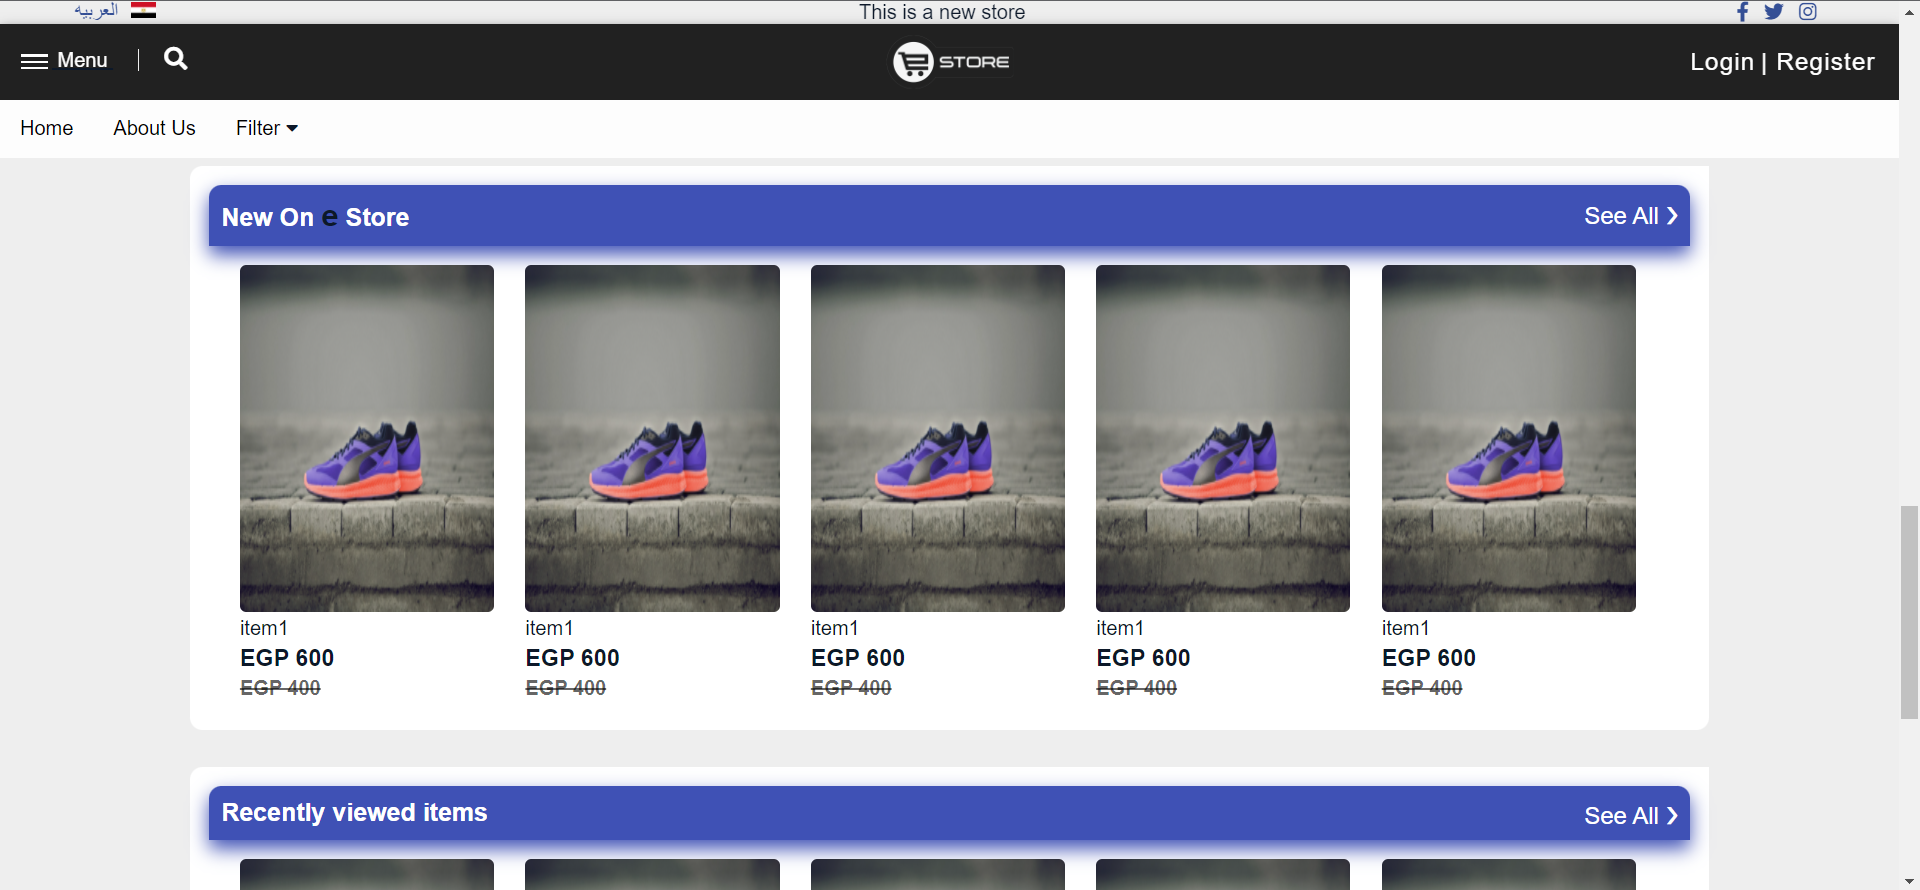 العربيه
This is a new store
Menu
STORE
Login | Register
Home
About Us
Filter
New On e Store
See All ❯
item1
EGP 600
EGP 400
item1
EGP 600
EGP 400
item1
EGP 600
EGP 400
item1
EGP 600
EGP 400
item1
EGP 600
EGP 400
Recently viewed items
See All ❯